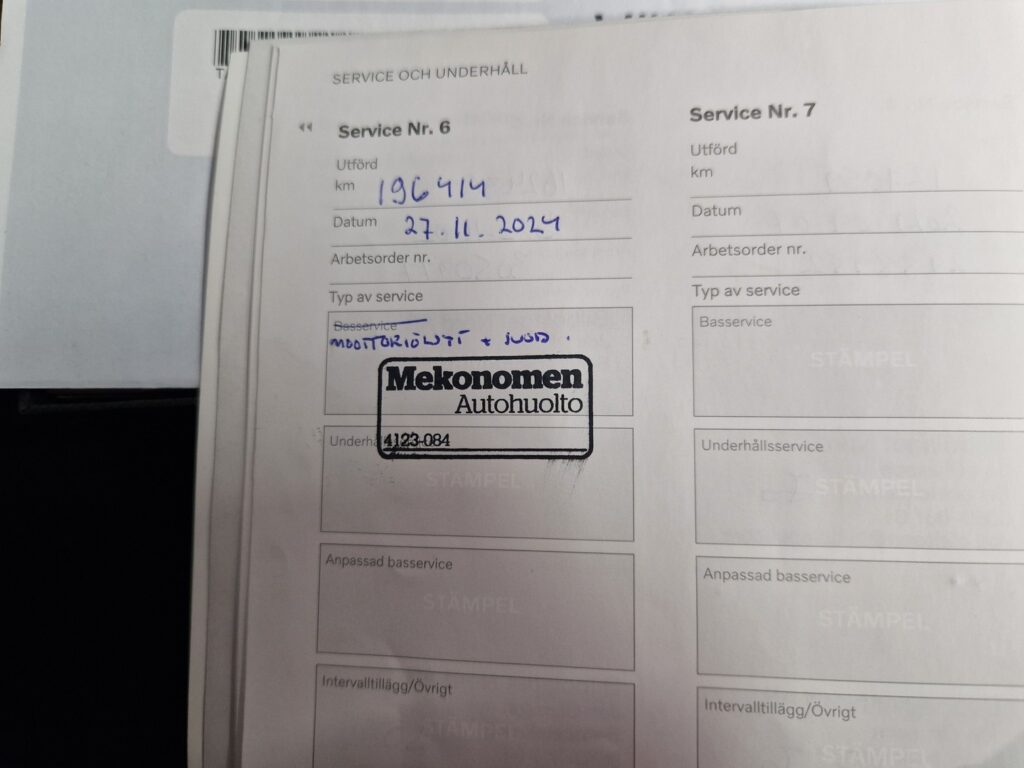 SERVICE OCH UNDERHÅLL
Service Nr. 6
Utförd
km 196414
Datum 27.11.2024
Arbetsorder nr.
Typ av service
Basservice
MOOTTORIÖLJYT + SUOD.
Mekonomen
Autohuolto
4123-084
STÄMPEL
Anpassad basservice
STÄMPEL
Intervalltillägg/Övrigt
Service Nr. 7
Utförd
km
Datum
Arbetsorder nr.
Typ av service
Basservice
STÄMPEL
Underhållsservice
STÄMPEL
Anpassad basservice
STÄMPEL
Intervalltillägg/Övrigt
STÄMPEL